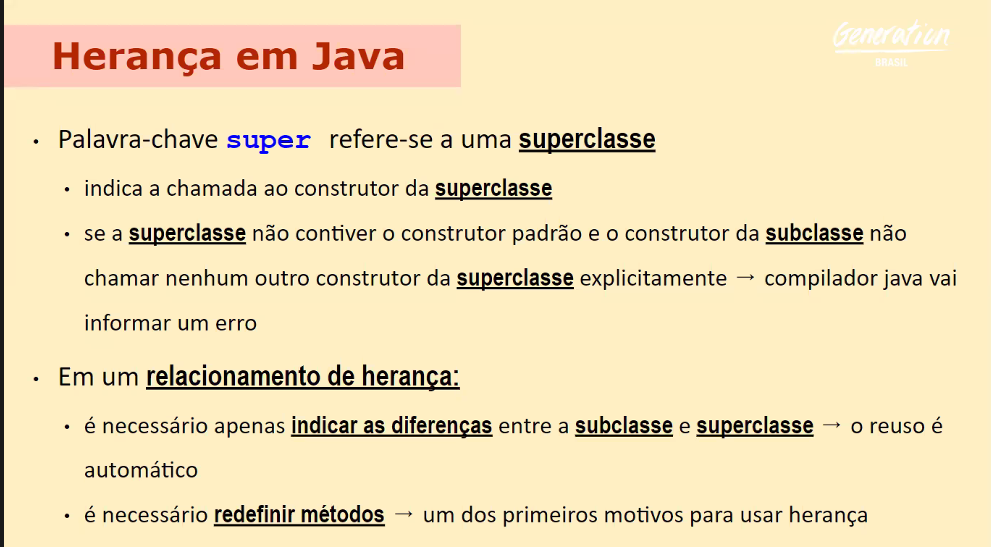 Herança em Java
Generation
BRASIL
• Palavra-chave super refere-se a uma superclasse
• indica a chamada ao construtor da superclasse
• se a superclasse não contiver o construtor padrão e o construtor da subclasse não
chamar nenhum outro construtor da superclasse explicitamente → compilador java vai
informar um erro
• Em um relacionamento de herança:
• é necessário apenas indicar as diferenças entre a subclasse e superclasse → o reuso é
automático
• é necessário redefinir métodos → um dos primeiros motivos para usar herança